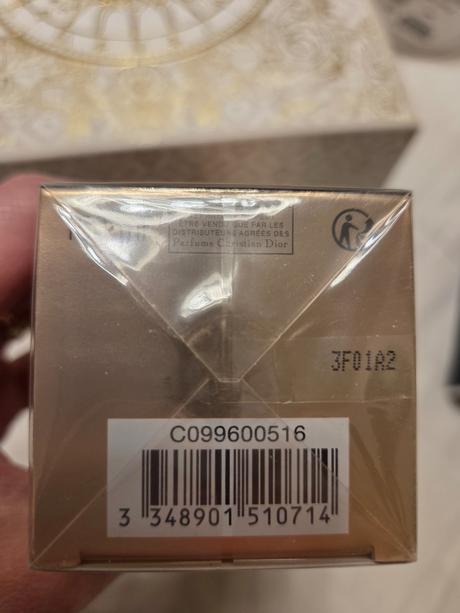 ÊTRE VENDU QUE PAR LES
DISTRIBUTEURS AGRÉÉS DES
Parfums Christian Dior
3F01A2
C099600516
3 348901 510714